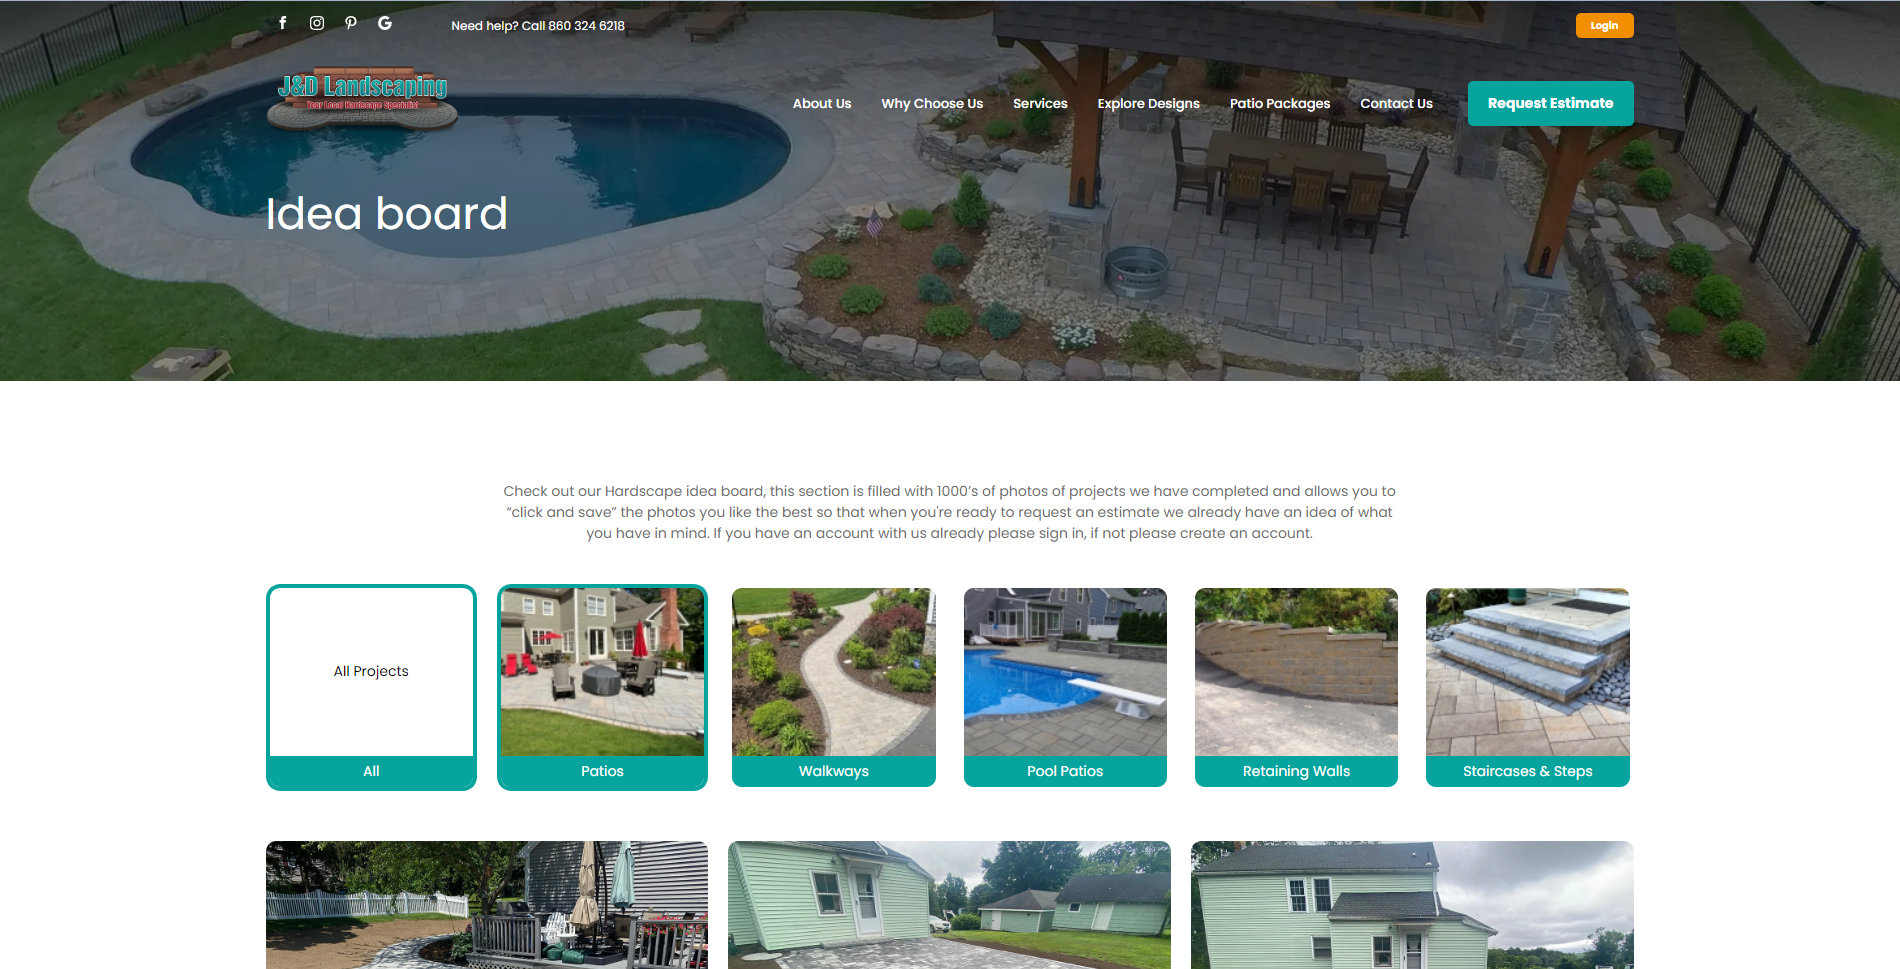 Need help? Call 860 324 6218
Login
J&D Landscaping
Your Local Hardscape Specialist
About Us
Why Choose Us
Services
Explore Designs
Patio Packages
Contact Us
Request Estimate
Idea board
Check out our Hardscape idea board, this section is filled with 1000's of photos of projects we have completed and allows you to
“click and save” the photos you like the best so that when you're ready to request an estimate we already have an idea of what
you have in mind. If you have an account with us already please sign in, if not please create an account.
All Projects
All
Patios
Walkways
Pool Patios
Retaining Walls
Staircases & Steps